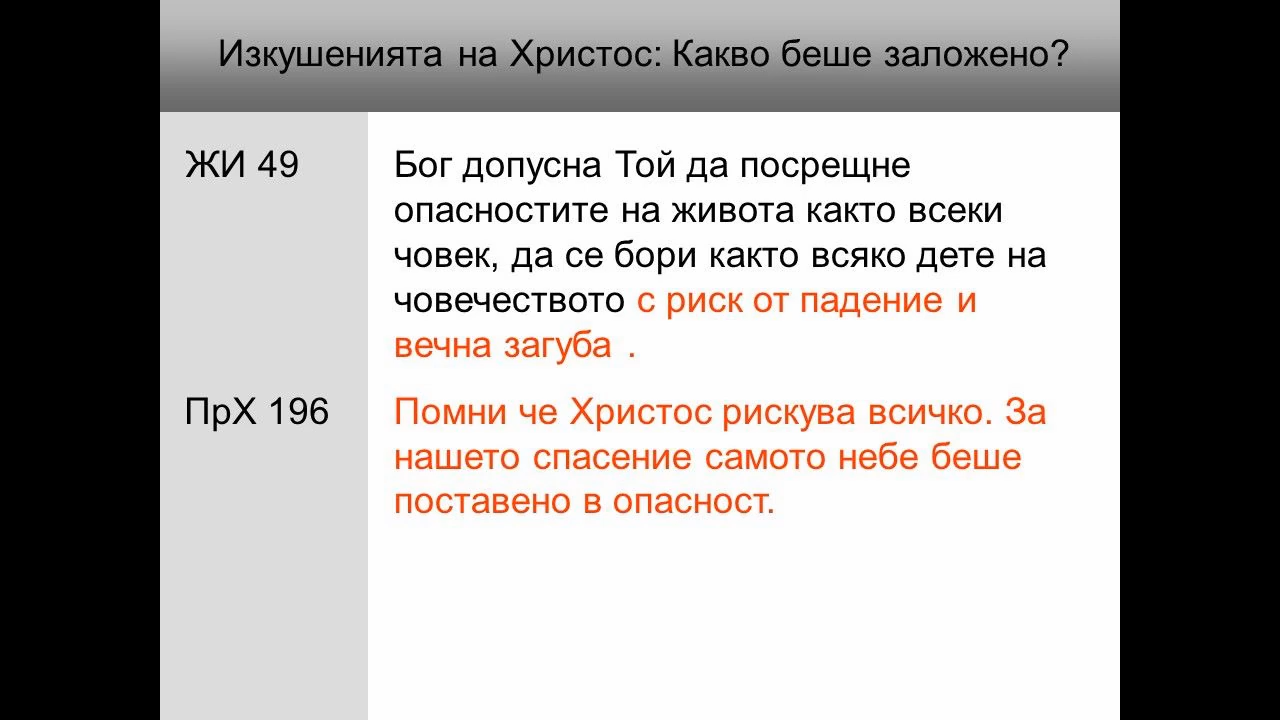 Изкушенията на Христос: Какво беше заложено?
ЖИ 49
Бог допусна Той да посрещне
опасностите на живота както всеки
човек, да се бори както всяко дете на
човечеството с риск от падение и
вечна загуба .
ПрХ 196
Помни че Христос рискува всичко. За
нашето спасение самото небе беше
поставено в опасност.